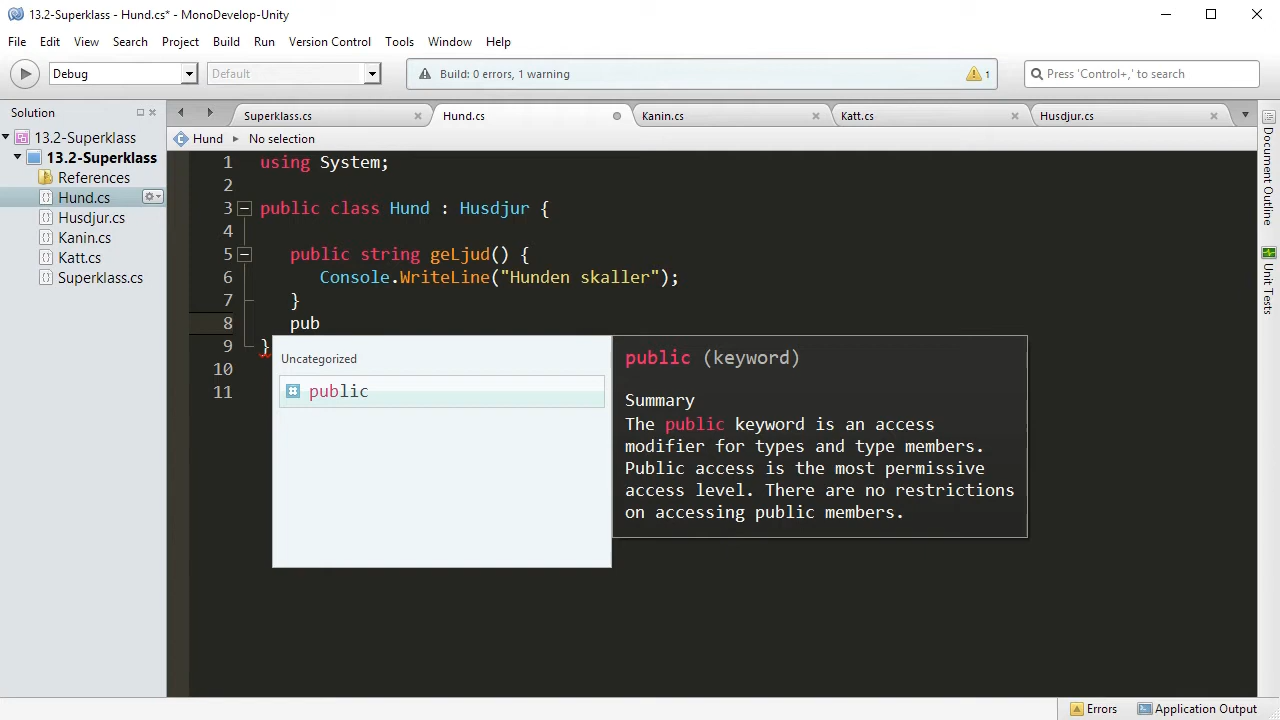 13.2-Superklass - Hund.cs* - MonoDevelop-Unity
File Edit View Search Project Build Run Version Control Tools Window Help
Debug Default Build: 0 errors, 1 warning 1 Press 'Control+,' to search
Solution
13.2-Superklass
13.2-Superklass
References
Hund.cs
Husdjur.cs
Kanin.cs
Katt.cs
Superklass.cs
Superklass.cs Hund.cs Kanin.cs Katt.cs Husdjur.cs
Hund No selection
1 using System;
2
3 public class Hund : Husdjur {
4
5 public string geLjud() {
6 Console.WriteLine("Hunden skaller");
7 }
8 pub
9 }
10
11
Uncategorized
public
public (keyword)
Summary
The public keyword is an access
modifier for types and type members.
Public access is the most permissive
access level. There are no restrictions
on accessing public members.
Document Outline
Unit Tests
Errors Application Output